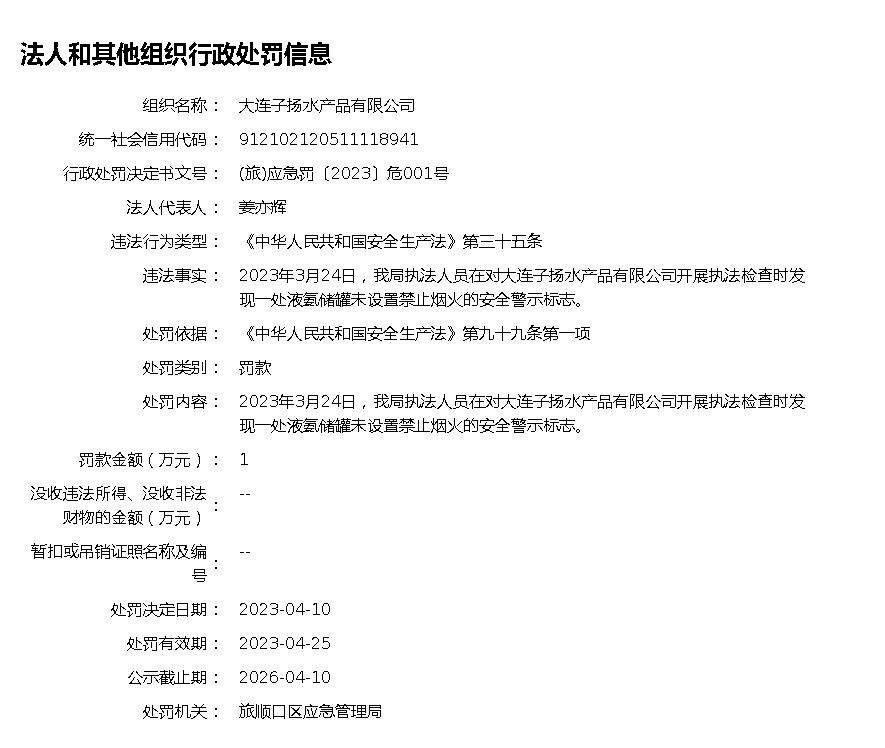 法人和其他组织行政处罚信息
组织名称： 大连子扬水产品有限公司
统一社会信用代码： 912102120511118941
行政处罚决定书文号： (旅)应急罚〔2023〕危001号
法人代表人： 姜亦辉
违法行为类型： 《中华人民共和国安全生产法》第三十五条
违法事实： 2023年3月24日，我局执法人员在对大连子扬水产品有限公司开展执法检查时发
现一处液氨储罐未设置禁止烟火的安全警示标志。
处罚依据： 《中华人民共和国安全生产法》第九十九条第一项
处罚类别： 罚款
处罚内容： 2023年3月24日，我局执法人员在对大连子扬水产品有限公司开展执法检查时发
现一处液氨储罐未设置禁止烟火的安全警示标志。
罚款金额（万元）： 1
没收违法所得、没收非法
财物的金额（万元）： --
暂扣或吊销证照名称及编
号： --
处罚决定日期： 2023-04-10
处罚有效期： 2023-04-25
公示截止期： 2026-04-10
处罚机关： 旅顺口区应急管理局